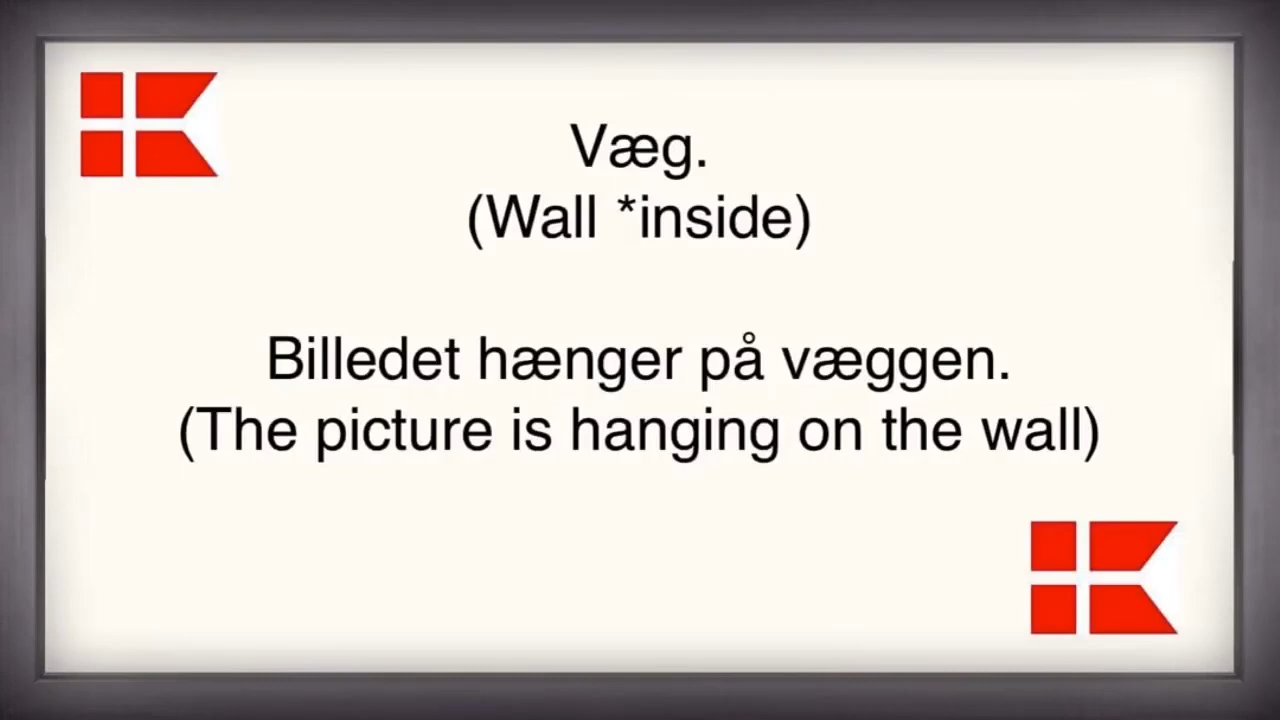 Væg.
(Wall *inside)
Billedet hænger på væggen.
(The picture is hanging on the wall)